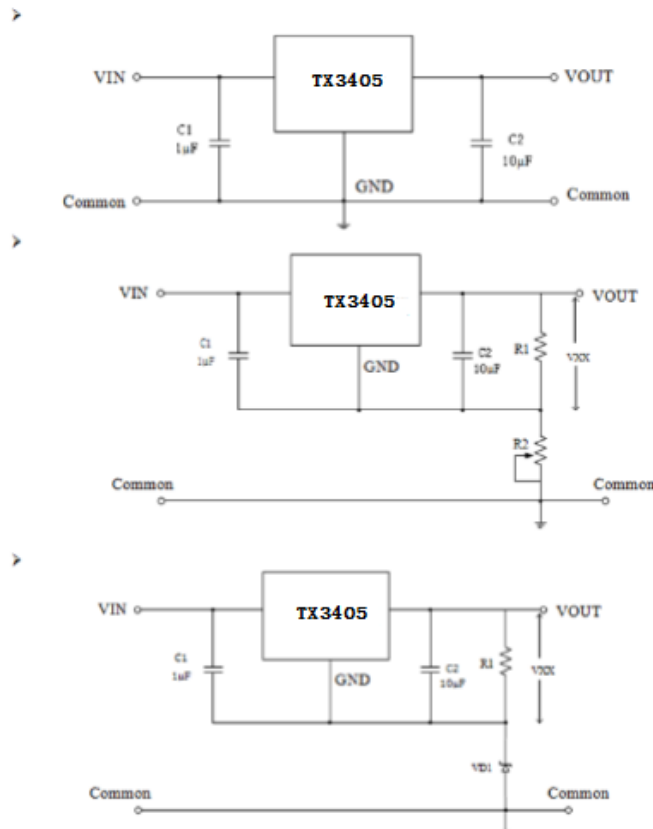 ➢
TX3405
VIN
VOUT
C1
1µF
C2
10µF
GND
Common
Common
➢
TX3405
VIN
VOUT
C1
1µF
GND
C2
10µF
R1
VXX
R2
Common
Common
➢
TX3405
VIN
VOUT
C1
1µF
GND
C2
10µF
R1
VXX
VD1
Common
Common